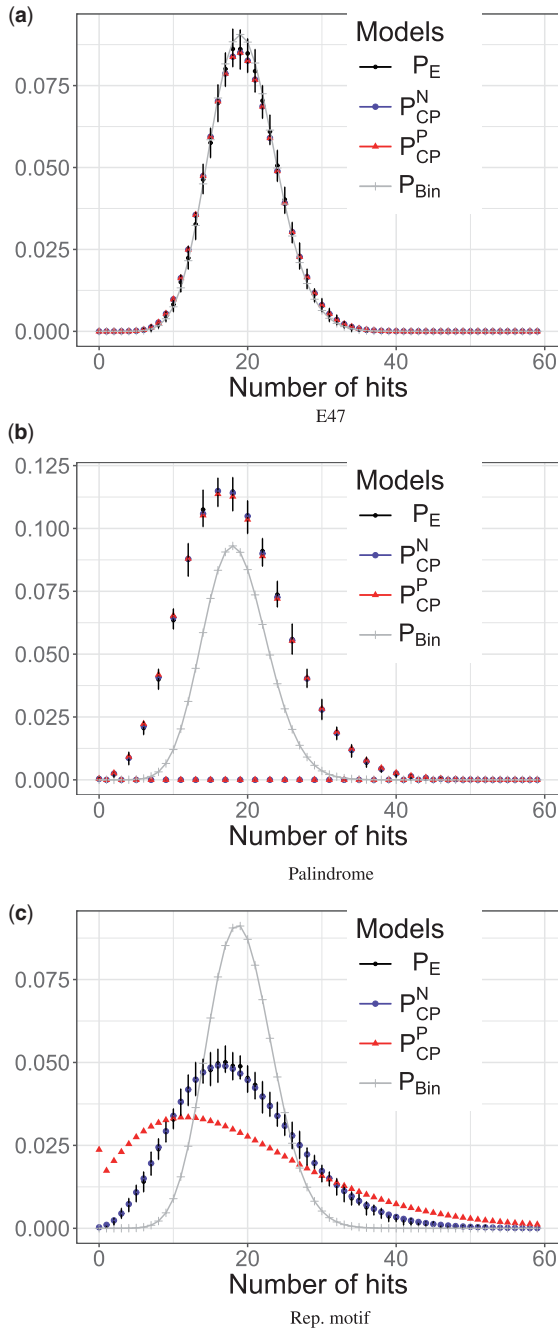 (a)
Models
P_E
P_CP^N
P_CP^P
P_Bin
0.075
0.050
0.025
0.000
0 20 40 60
Number of hits
E47
(b)
Models
P_E
P_CP^N
P_CP^P
P_Bin
0.125
0.100
0.075
0.050
0.025
0.000
0 20 40 60
Number of hits
Palindrome
(c)
Models
P_E
P_CP^N
P_CP^P
P_Bin
0.075
0.050
0.025
0.000
0 20 40 60
Number of hits
Rep. motif